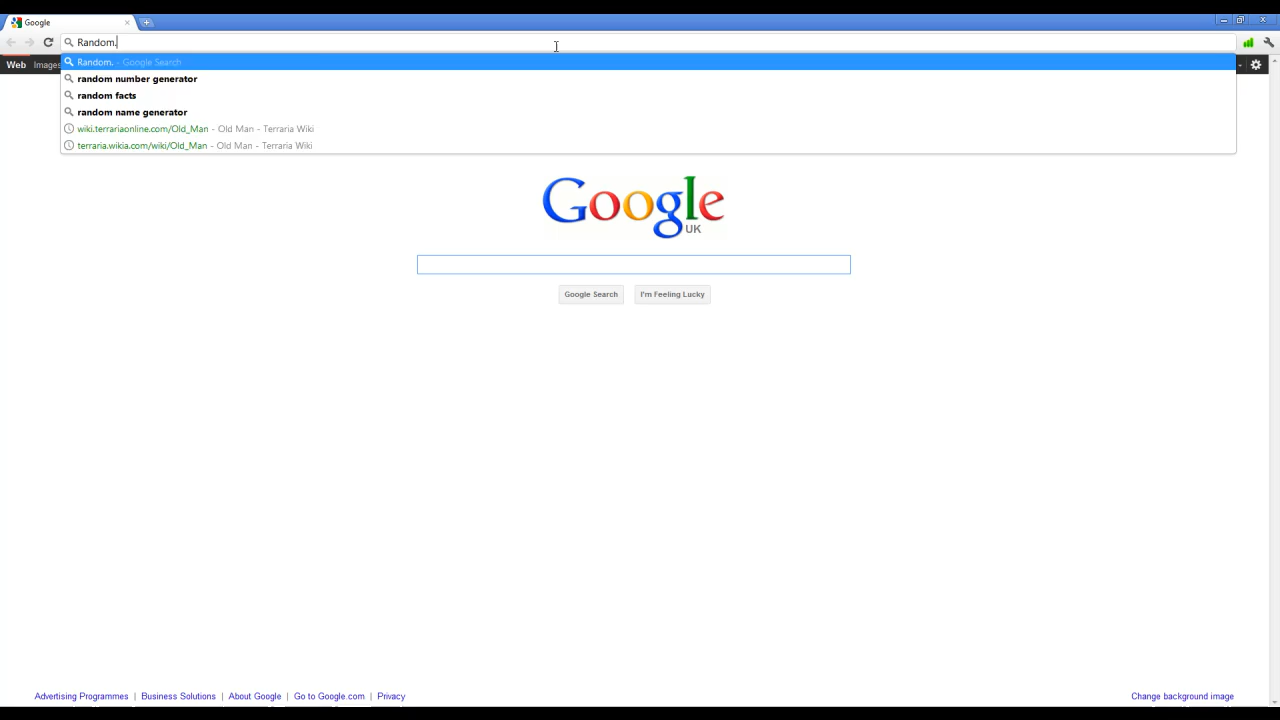 Google
Random.
Web Images
Random. - Google Search
random number generator
random facts
random name generator
wiki.terrariaonline.com/Old_Man - Old Man - Terraria Wiki
terraria.wikia.com/wiki/Old_Man - Old Man - Terraria Wiki
Google
UK
Google Search I'm Feeling Lucky
Advertising Programmes | Business Solutions | About Google | Go to Google.com | Privacy Change background image